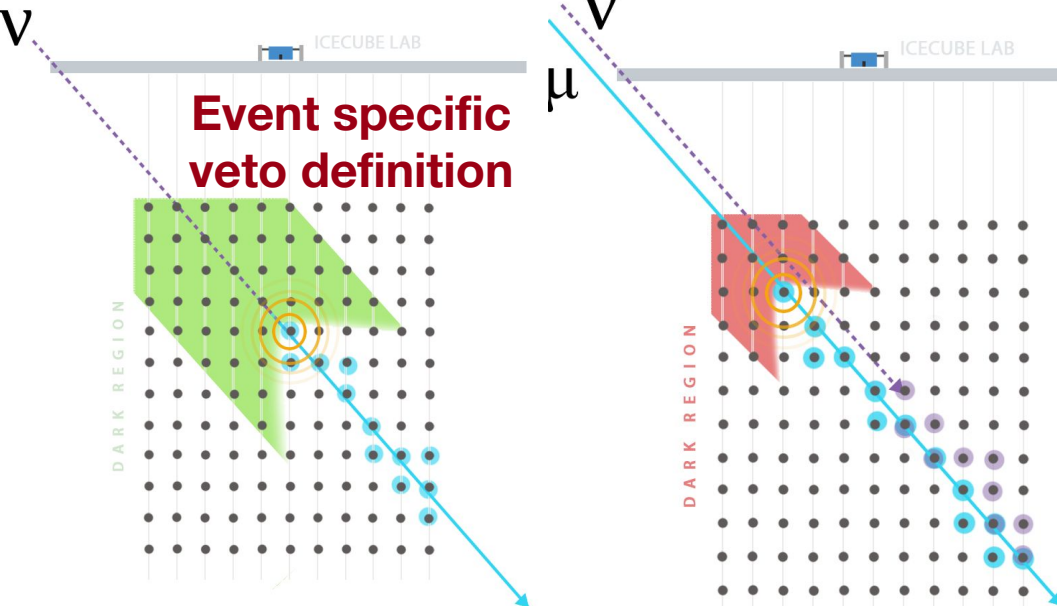 ν
ICECUBE LAB
Event specific
veto definition
DARK REGION
ν
ICECUBE LAB
μ
DARK REGION